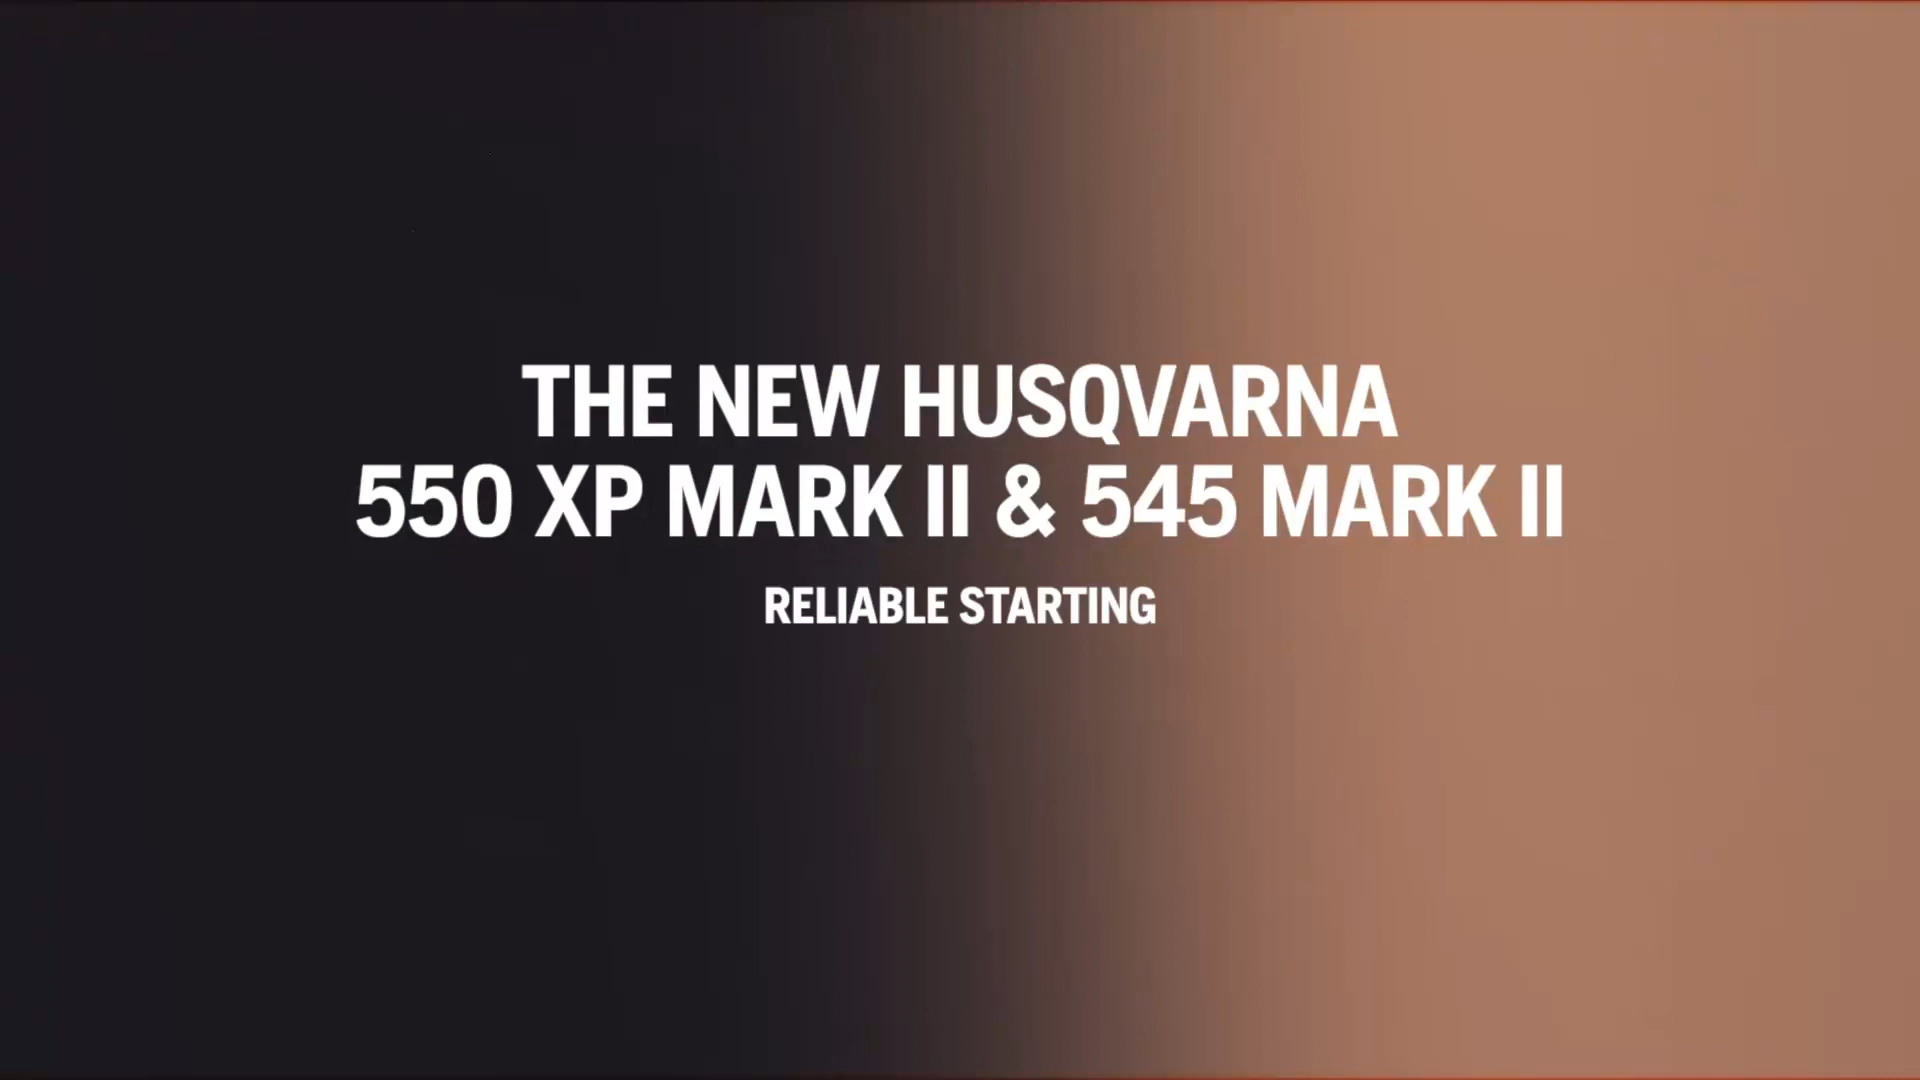 THE NEW HUSQVARNA
550 XP MARK II & 545 MARK II
RELIABLE STARTING